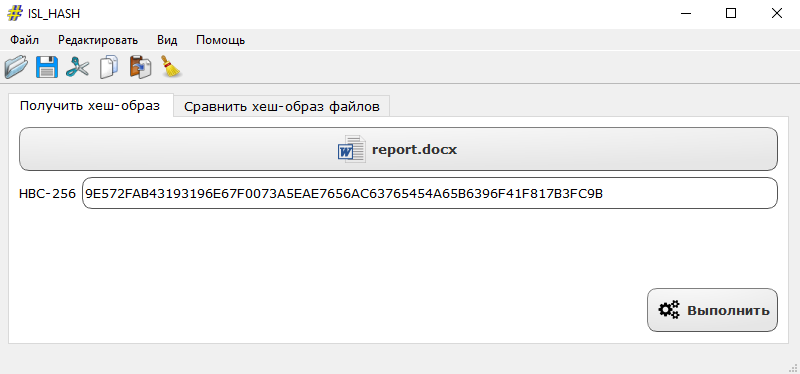 ISL_HASH
Файл Редактировать Вид Помощь
Получить хеш-образ Сравнить хеш-образ файлов
report.docx
HBC-256 9E572FAB43193196E67F0073A5EAE7656AC63765454A65B6396F41F817B3FC9B
Выполнить